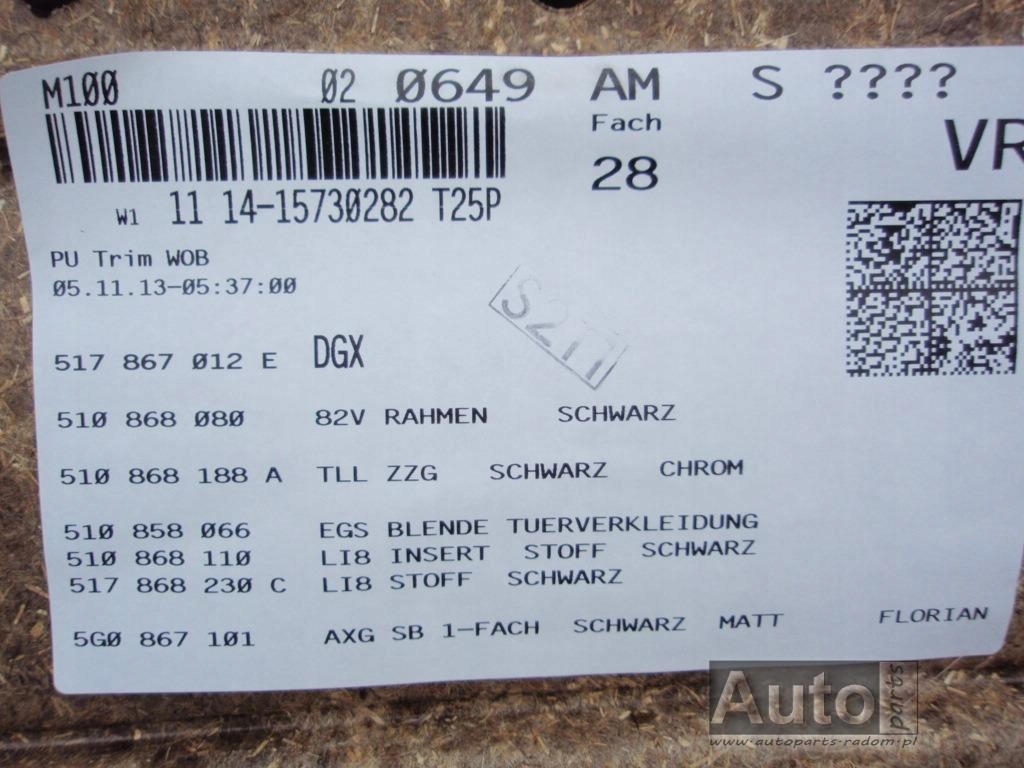 M100 02 0649 AM S ????
Fach
28
VR
W1 11 14-15730282 T25P
PU Trim WOB
05.11.13-05:37:00
S2TT
517 867 012 E DGX
510 868 080 82V RAHMEN SCHWARZ
510 868 188 A TLL ZZG SCHWARZ CHROM
510 858 066 EGS BLENDE TUERVERKLEIDUNG
510 868 110 LI8 INSERT STOFF SCHWARZ
517 868 230 C LI8 STOFF SCHWARZ
5G0 867 101 AXG SB 1-FACH SCHWARZ MATT FLORIAN
Auto parts
www.autoparts-radom.pl